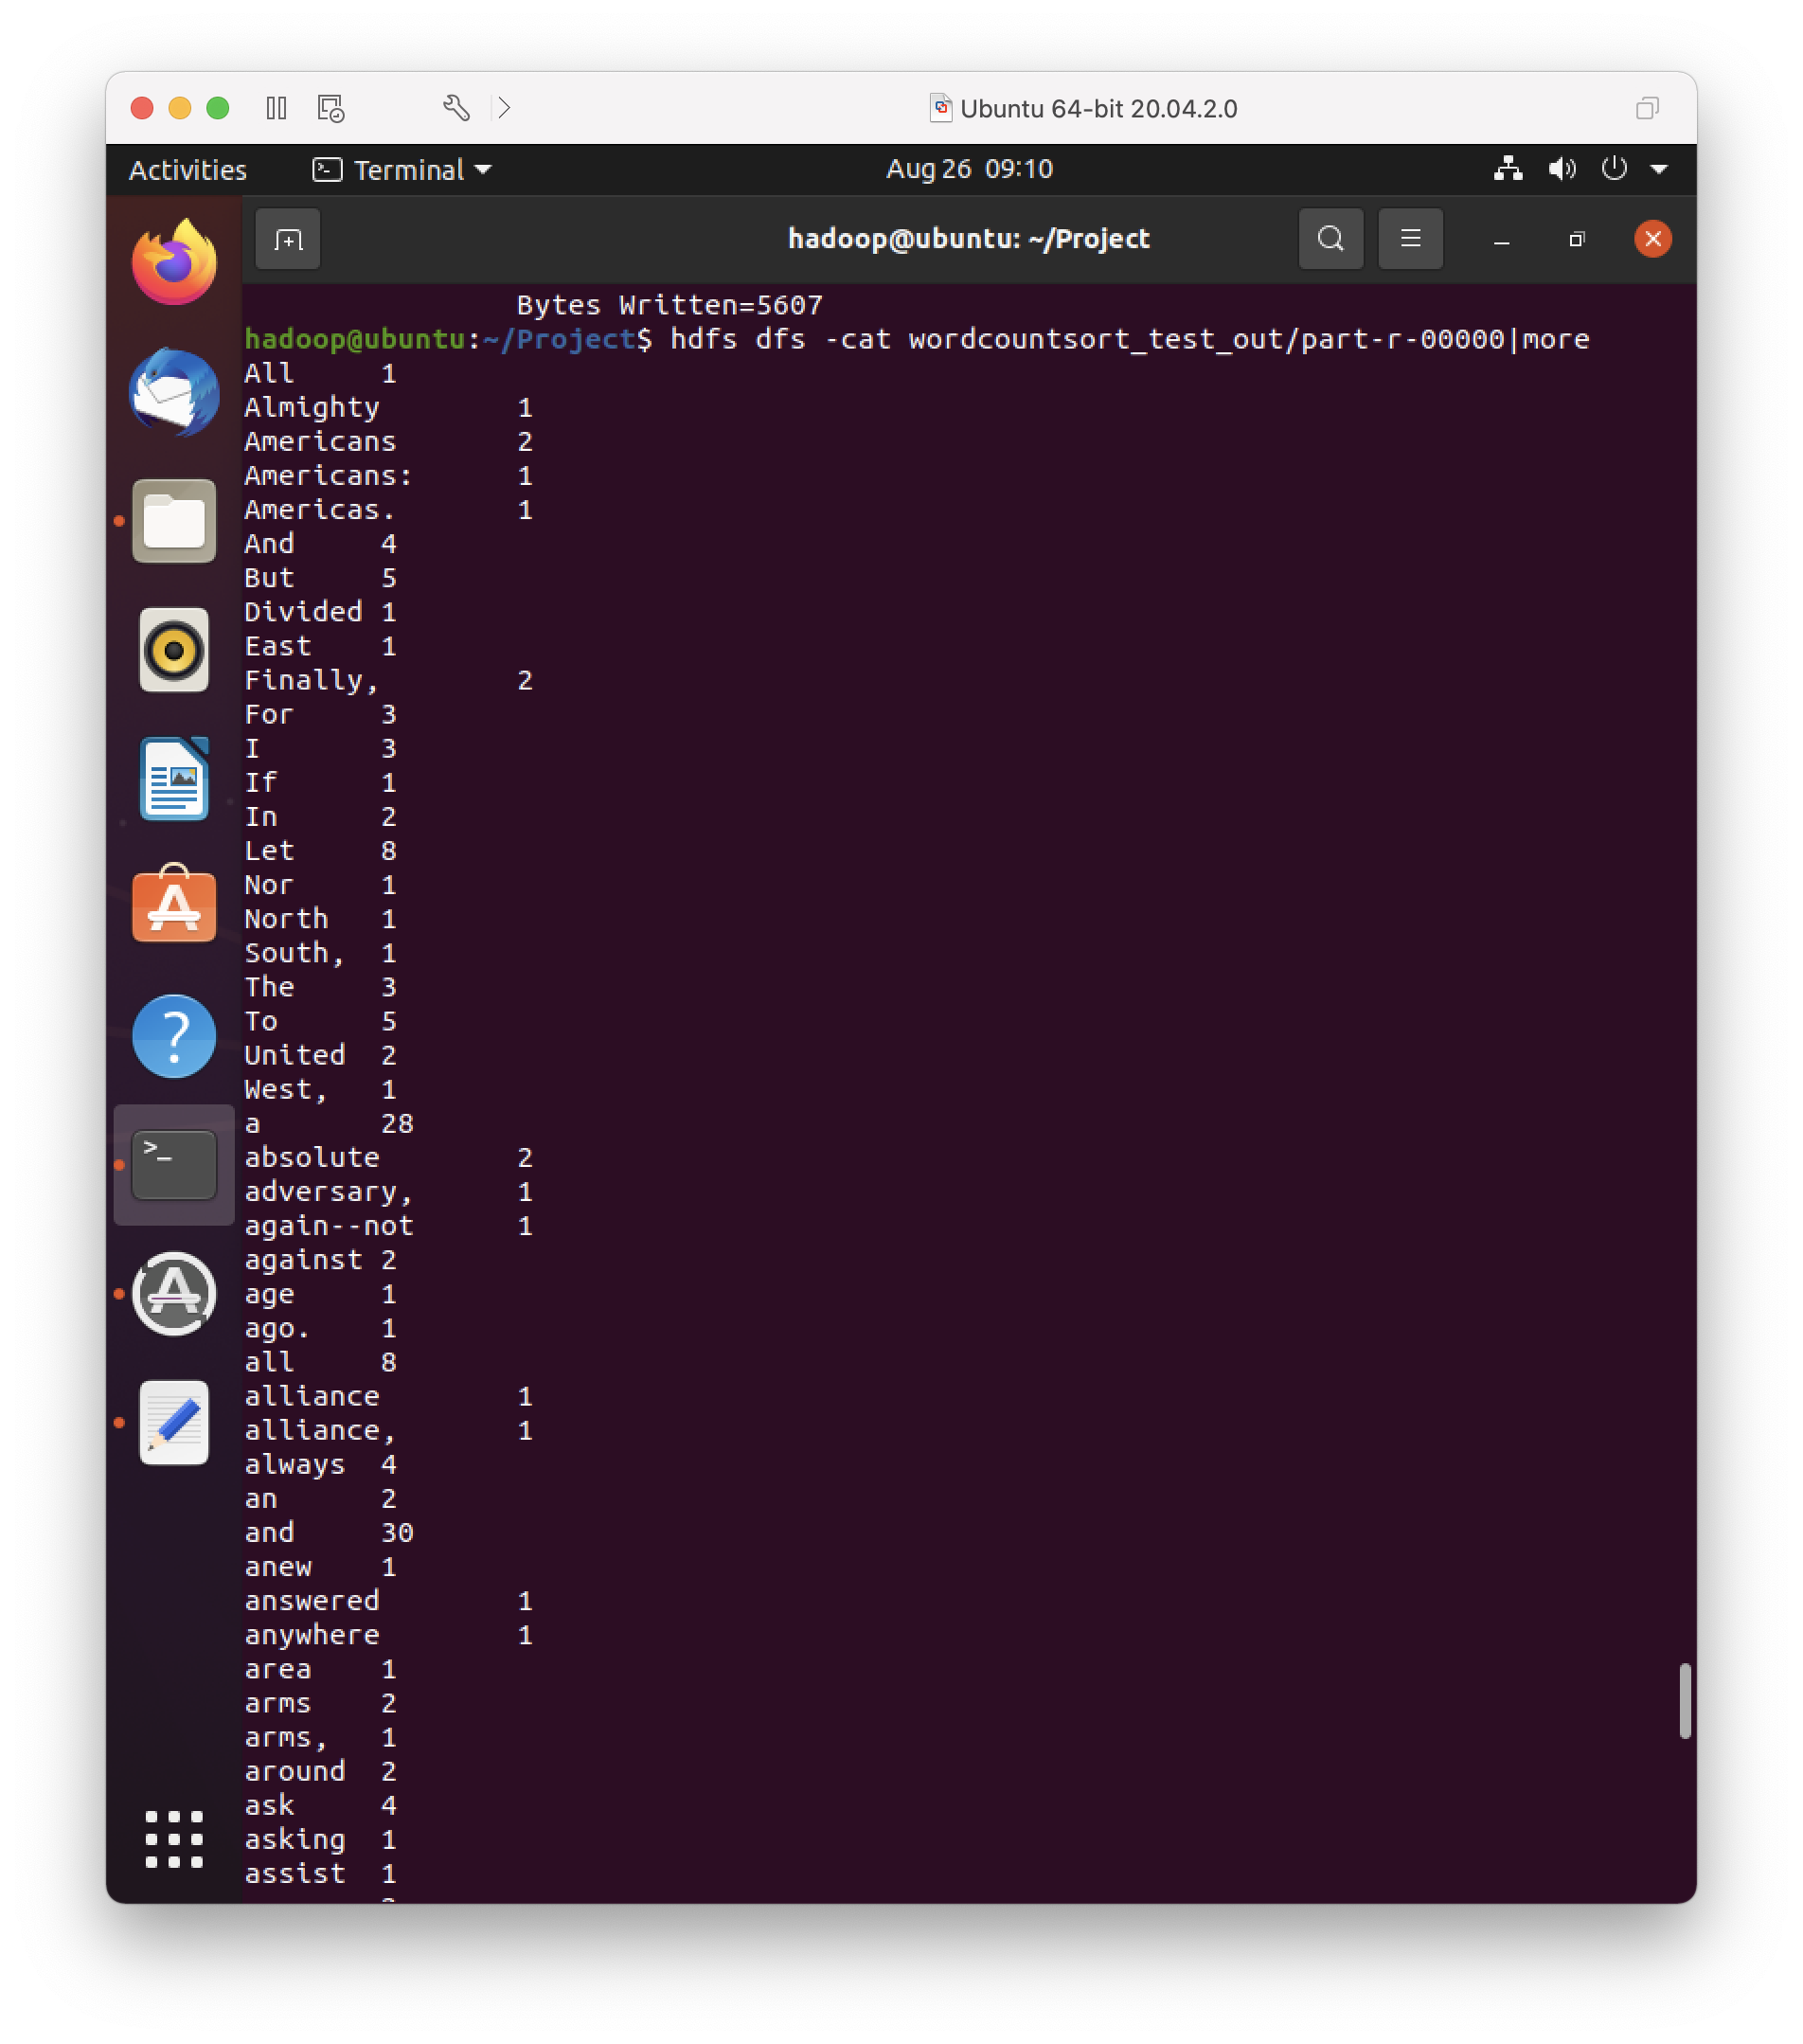 Ubuntu 64-bit 20.04.2.0
Activities Terminal Aug 26 09:10
hadoop@ubuntu: ~/Project
Bytes Written=5607
hadoop@ubuntu:~/Project$ hdfs dfs -cat wordcountsort_test_out/part-r-00000|more
All 1
Almighty 1
Americans 2
Americans: 1
Americas. 1
And 4
But 5
Divided 1
East 1
Finally, 2
For 3
I 3
If 1
In 2
Let 8
Nor 1
North 1
South, 1
The 3
To 5
United 2
West, 1
a 28
absolute 2
adversary, 1
again--not 1
against 2
age 1
ago. 1
all 8
alliance 1
alliance, 1
always 4
an 2
and 30
anew 1
answered 1
anywhere 1
area 1
arms 2
arms, 1
around 2
ask 4
asking 1
assist 1